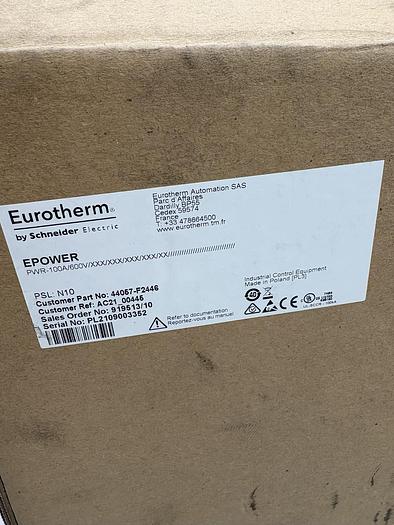 Eurotherm®
by Schneider Electric
Eurotherm Automation SAS
Parc d'Affaires
Dardilly BP55
Cedex 59574
France
T: +33 478664500
www.eurotherm.tm.fr
EPOWER
PWR-100A/600V/XXX/XXX/XXX/XXX/XX//////////////////////////////
PSL: N10
Customer Part No: 44057-F2446
Customer Ref: AC21_00445
Sales Order No: 919513/10
Serial No: PL2109003352
Refer to documentation
Reportez-vous au manuel
Industrial Control Equipment
Made in Poland [PL3]
CE